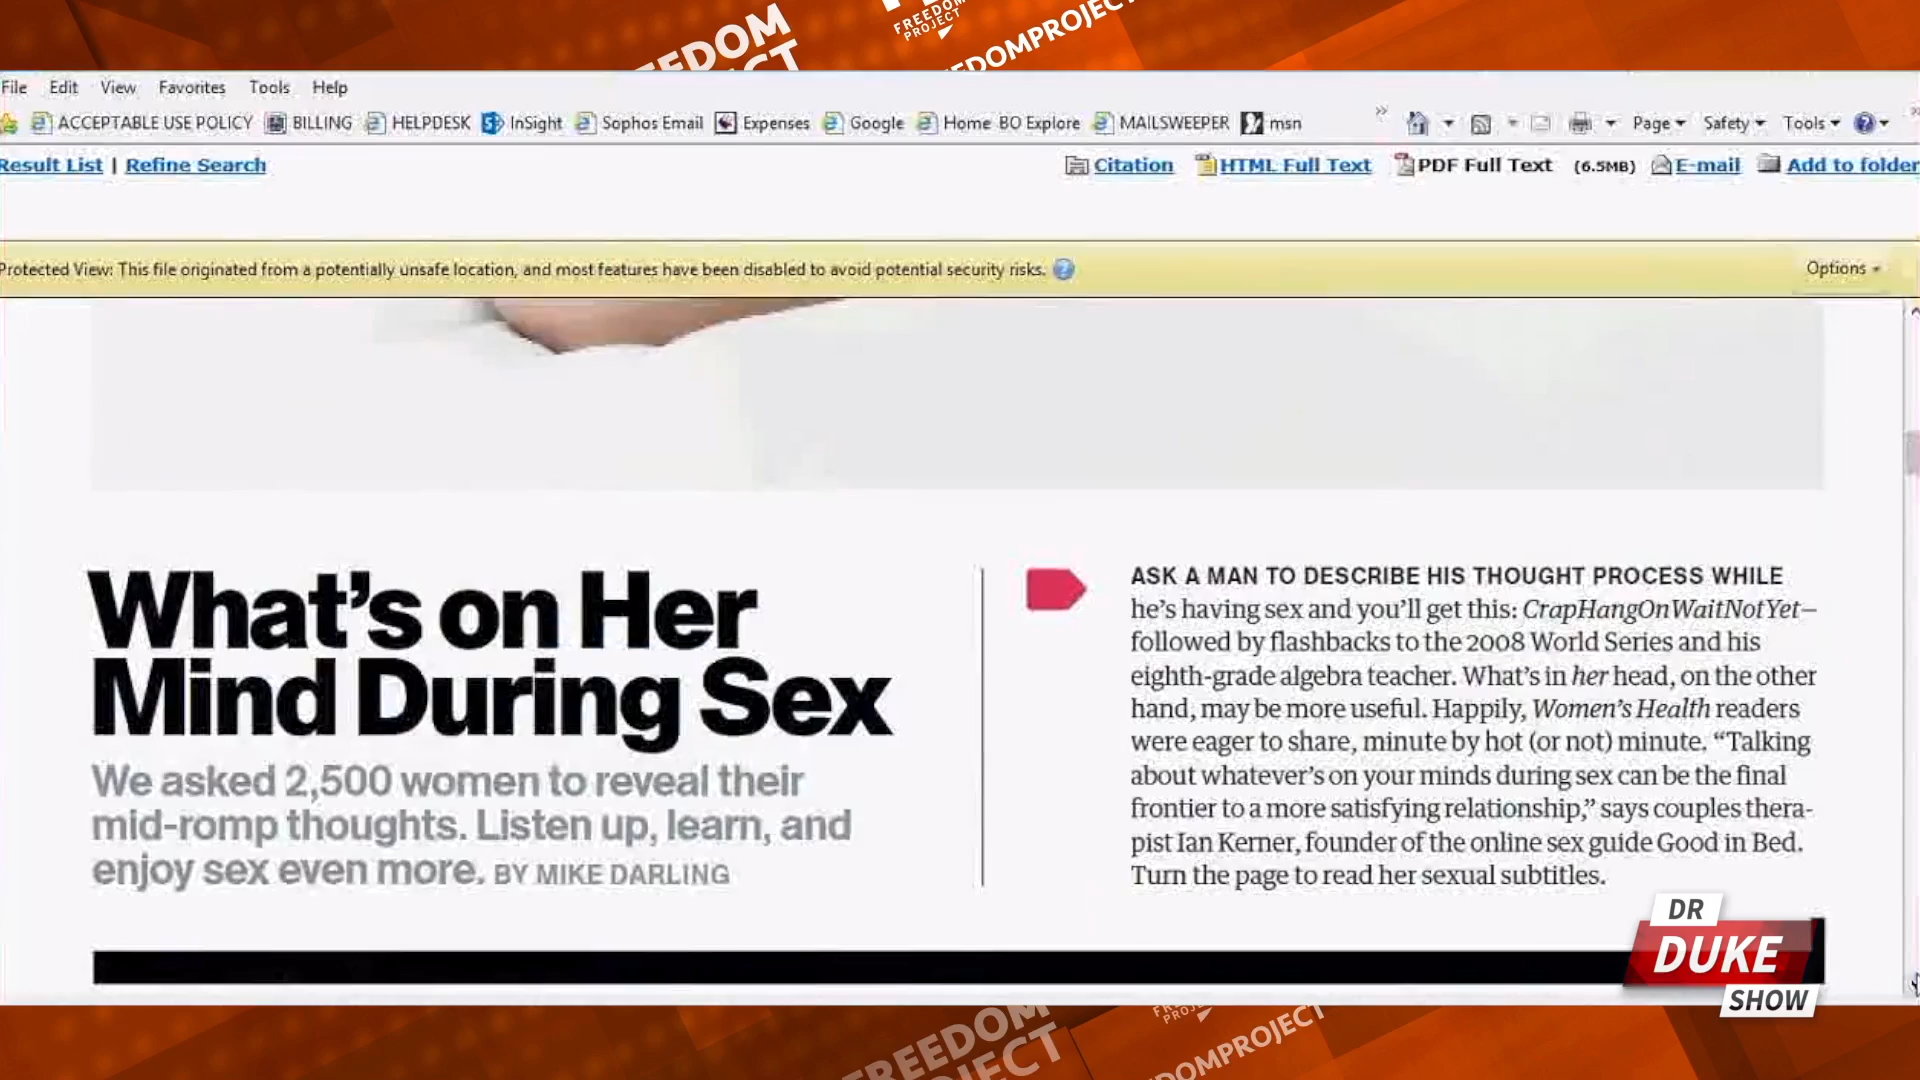 FREEDOM
PROJECT
FREEDOMPROJECT
File Edit View Favorites Tools Help
ACCEPTABLE USE POLICY BILLING HELPDESK InSight Sophos Email Expenses Google Home BO Explore MAILSWEEPER msn Page Safety Tools
Result List | Refine Search Citation HTML Full Text PDF Full Text (6.5MB) E-mail Add to folder
Protected View: This file originated from a potentially unsafe location, and most features have been disabled to avoid potential security risks. Options
What's on Her
Mind During Sex
We asked 2,500 women to reveal their
mid-romp thoughts. Listen up, learn, and
enjoy sex even more. BY MIKE DARLING
ASK A MAN TO DESCRIBE HIS THOUGHT PROCESS WHILE
he's having sex and you'll get this: CrapHangOnWaitNotYet—
followed by flashbacks to the 2008 World Series and his
eighth-grade algebra teacher. What's in her head, on the other
hand, may be more useful. Happily, Women's Health readers
were eager to share, minute by hot (or not) minute. “Talking
about whatever's on your minds during sex can be the final
frontier to a more satisfying relationship,” says couples thera-
pist Ian Kerner, founder of the online sex guide Good in Bed.
Turn the page to read her sexual subtitles.
DR
DUKE
SHOW
FREEDOM